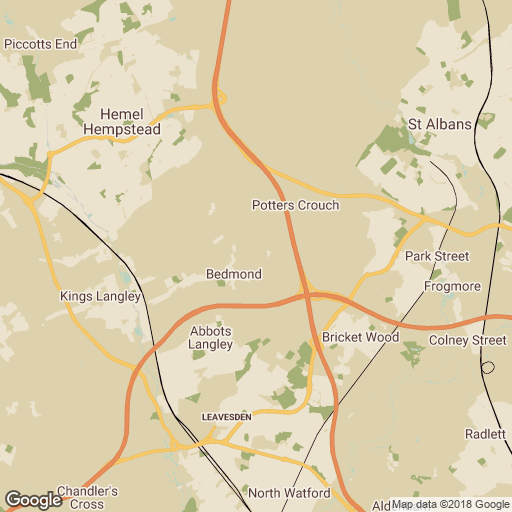 Piccotts End
Hemel
Hempstead
St Albans
Potters Crouch
Park Street
Bedmond
Frogmore
Kings Langley
Abbots
Langley
Bricket Wood
Colney Street
LEAVESDEN
Radlett
Chandler's
Cross
North Watford
Google
Map data ©2018 Google